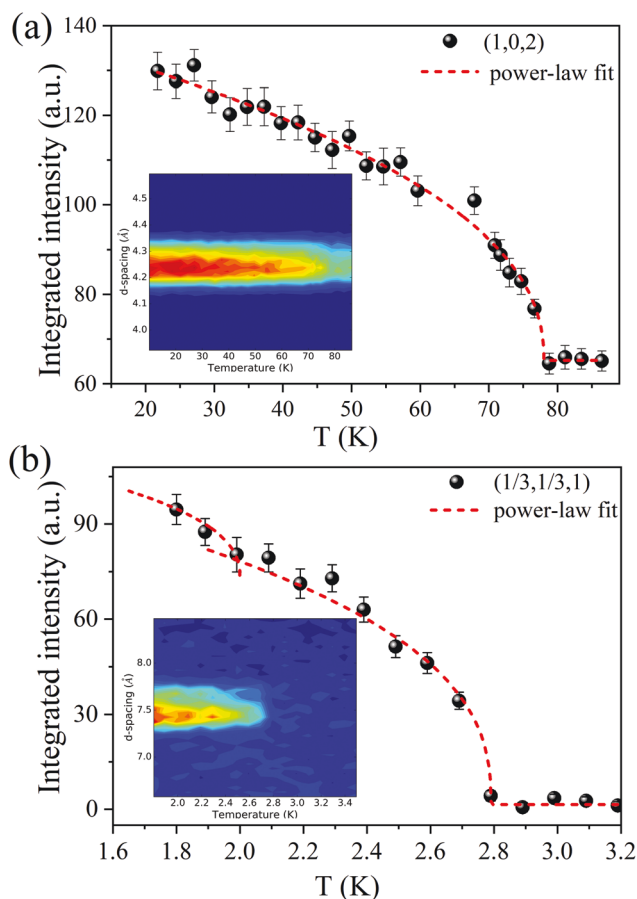 (a)
140
120
100
80
60
Integrated intensity (a.u.)
(1,0,2)
power-law fit
4.5
4.4
4.3
4.2
4.1
4.0
d-spacing (Å)
20 30 40 50 60 70 80
Temperature (K)
20 30 40 50 60 70 80 90
T (K)
(b)
90
60
30
0
Integrated intensity (a.u.)
(1/3,1/3,1)
power-law fit
8.0
7.5
7.0
d-spacing (Å)
2.0 2.2 2.4 2.6 2.8 3.0 3.2 3.4
Temperature (K)
1.6 1.8 2.0 2.2 2.4 2.6 2.8 3.0 3.2
T (K)